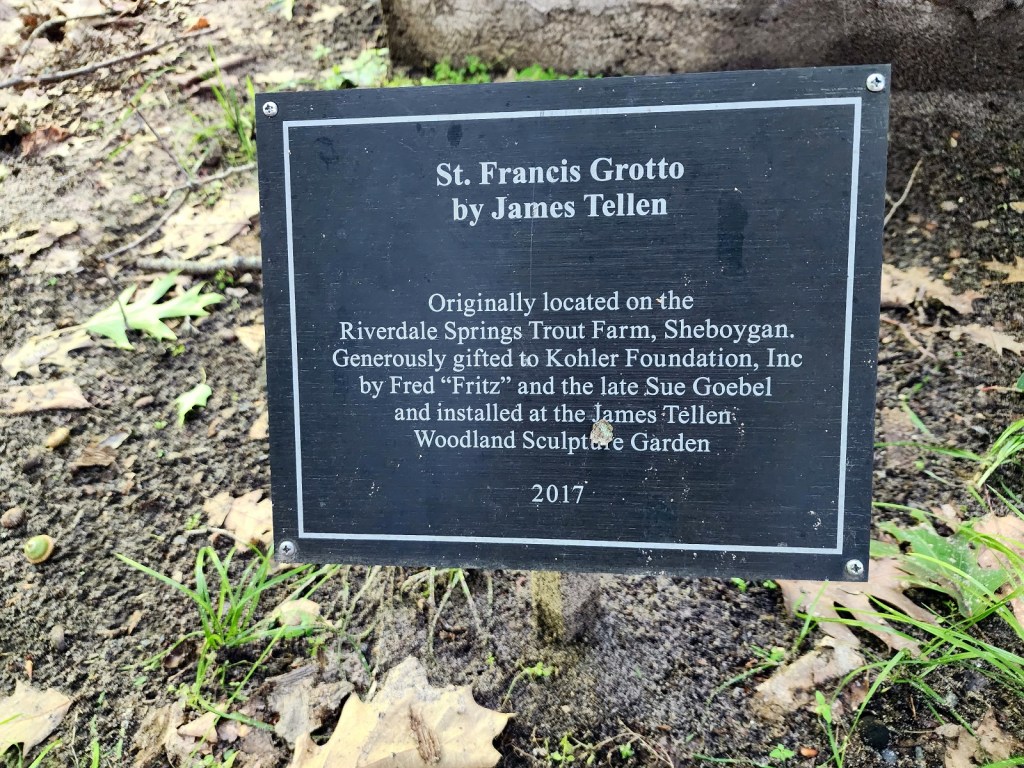 St. Francis Grotto
by James Tellen
Originally located on the
Riverdale Springs Trout Farm, Sheboygan.
Generously gifted to Kohler Foundation, Inc
by Fred “Fritz” and the late Sue Goebel
and installed at the James Tellen
Woodland Sculpture Garden
2017